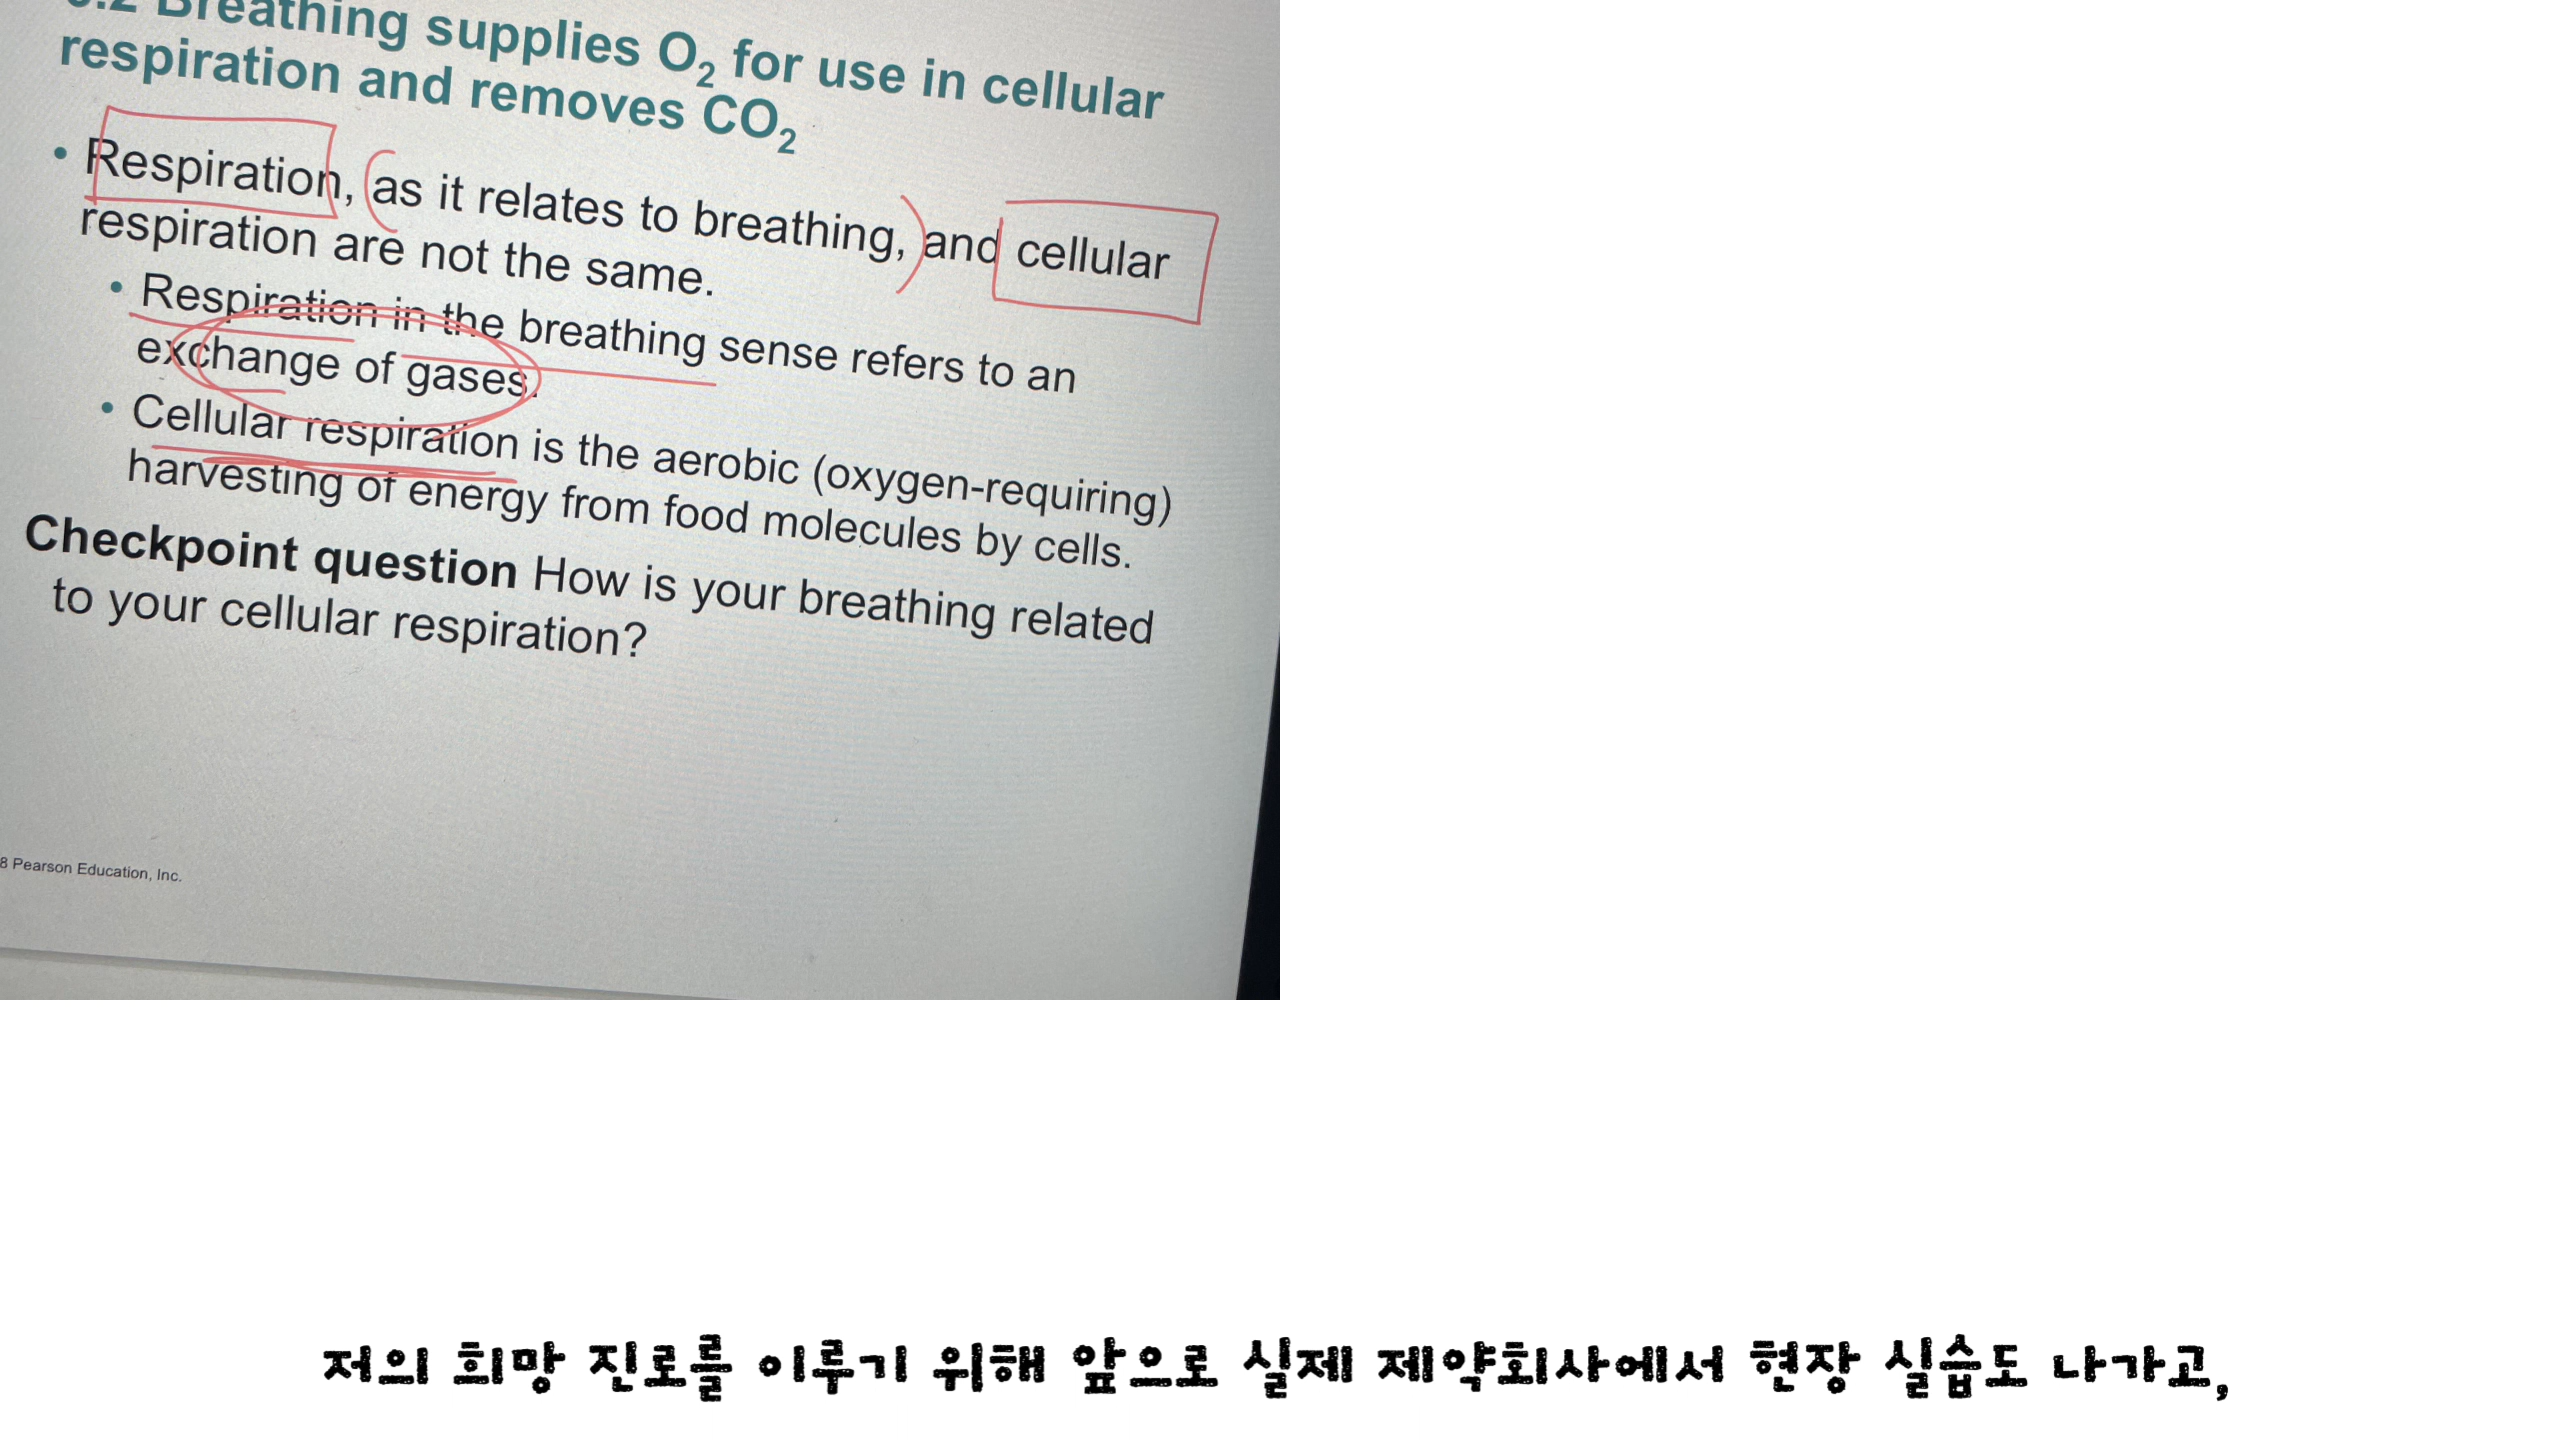 Breathing supplies O₂ for use in cellular
respiration and removes CO₂
• Respiration, as it relates to breathing, and cellular
respiration are not the same.
• Respiration in the breathing sense refers to an
exchange of gases.
• Cellular respiration is the aerobic (oxygen-requiring)
harvesting of energy from food molecules by cells.
Checkpoint question How is your breathing related
to your cellular respiration?
8 Pearson Education, Inc.
저의 희망 진로를 이루기 위해 앞으로 실제 제약회사에서 현장 실습도 나가고,